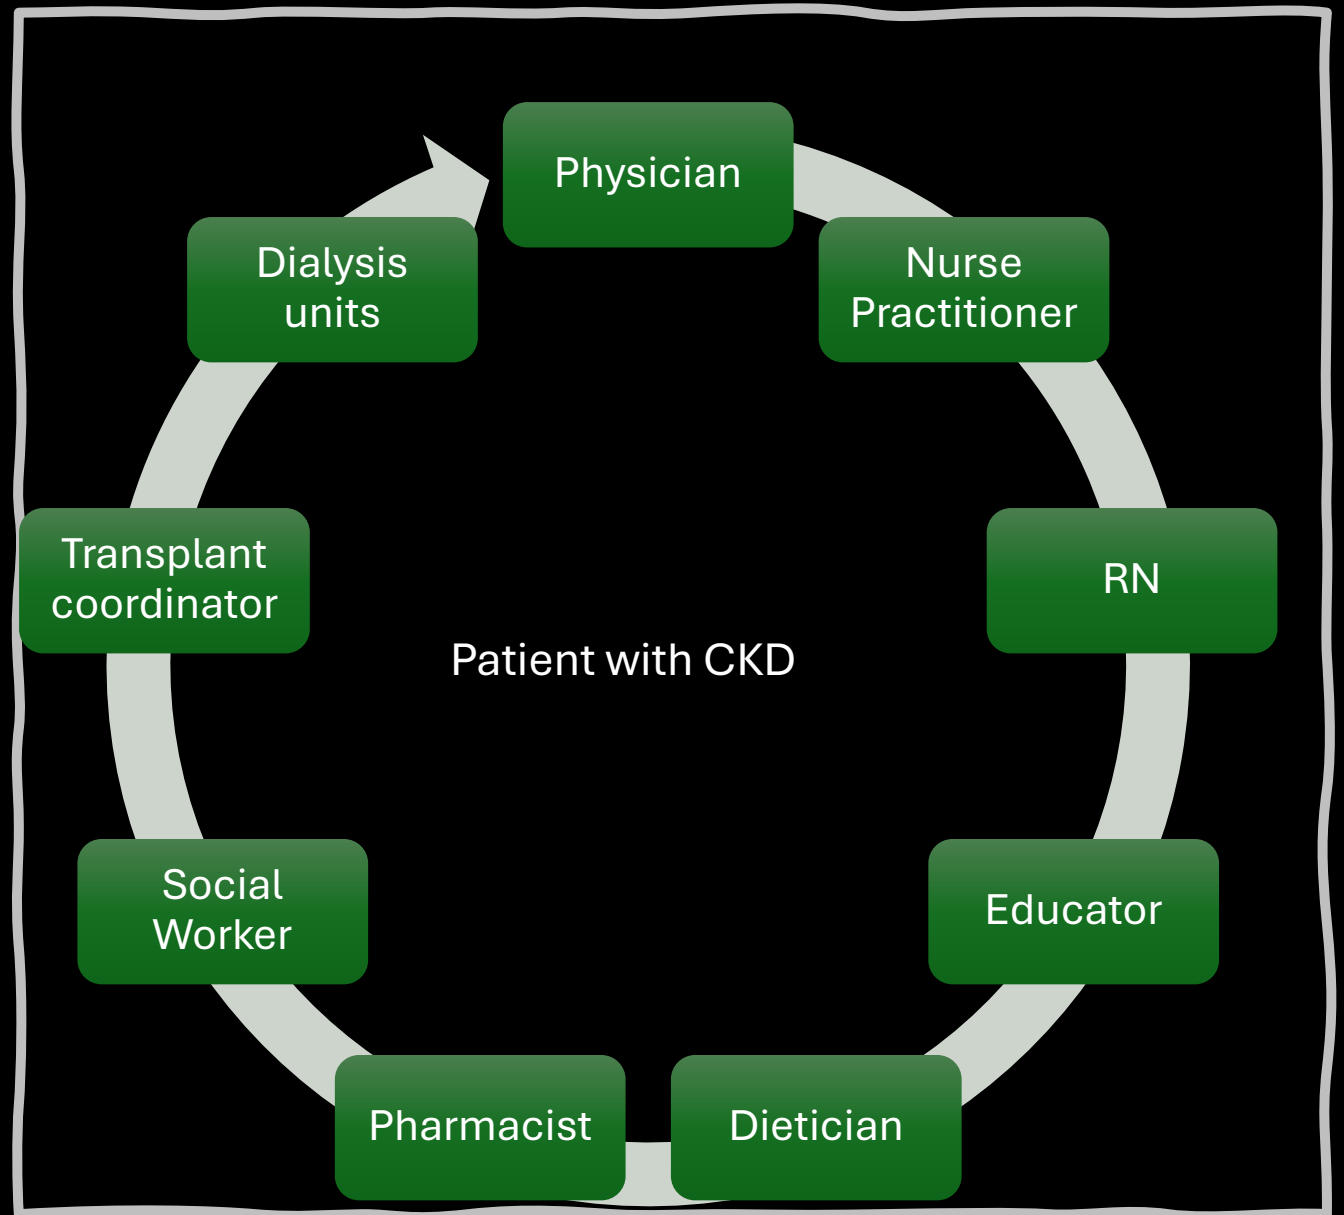 Physician
Nurse
Practitioner
RN
Educator
Dietician
Pharmacist
Social
Worker
Transplant
coordinator
Dialysis
units
Patient with CKD